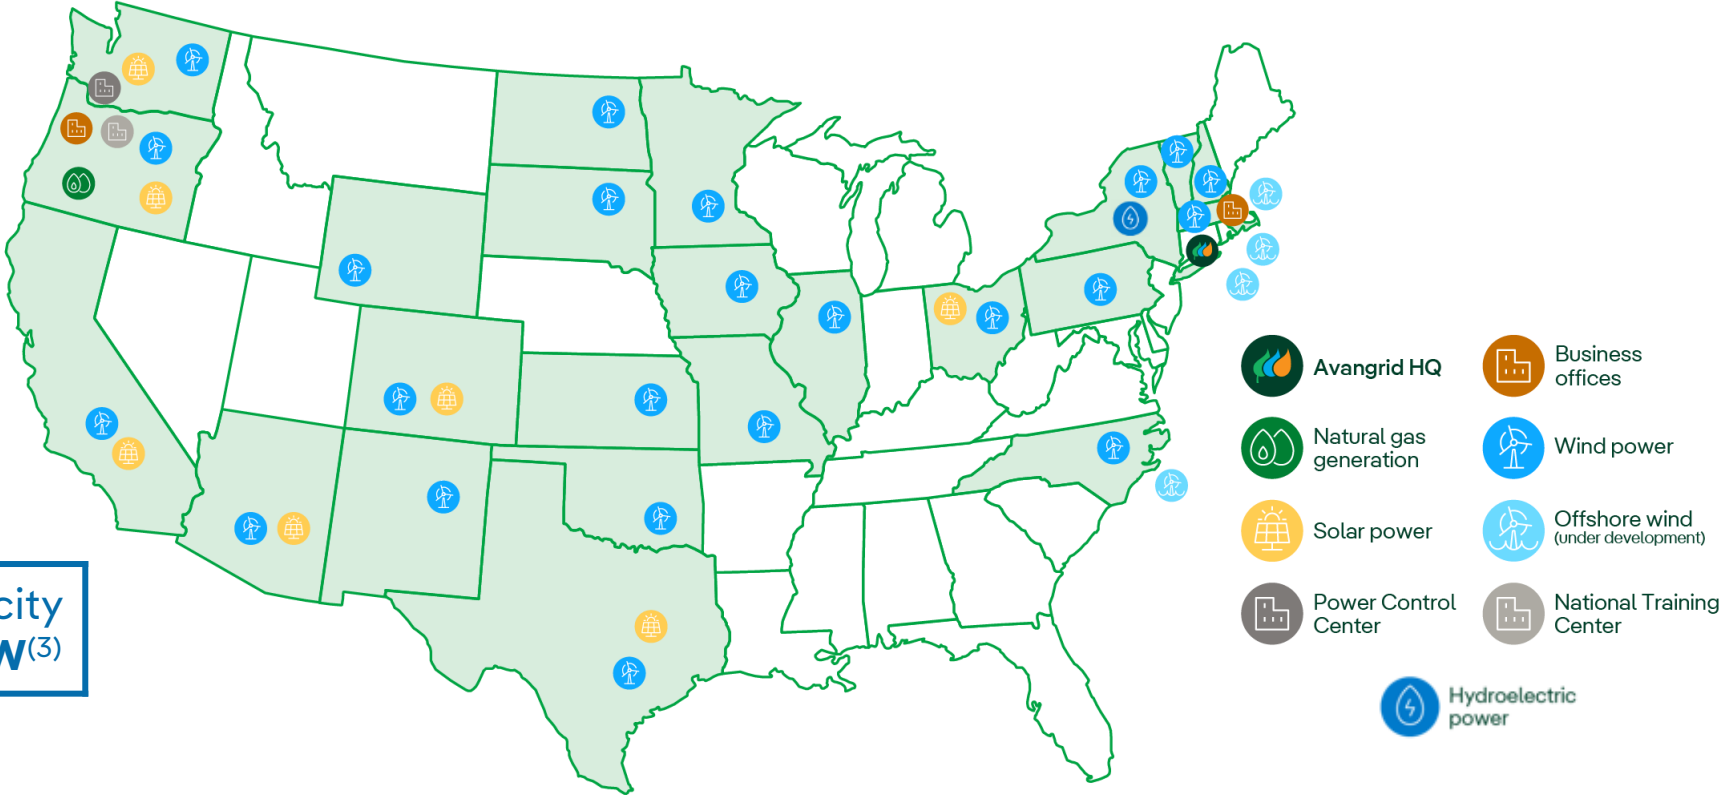 city
w(3)
Avangrid HQ
Business
offices
Natural gas
generation
Wind power
Solar power
Offshore wind
(under development)
Power Control
Center
National Training
Center
Hydroelectric
power